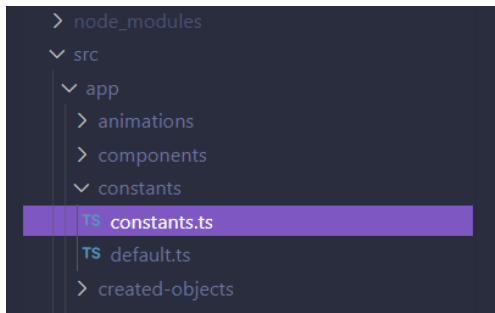 node_modules
src
app
animations
components
constants
TS constants.ts
TS default.ts
created-objects